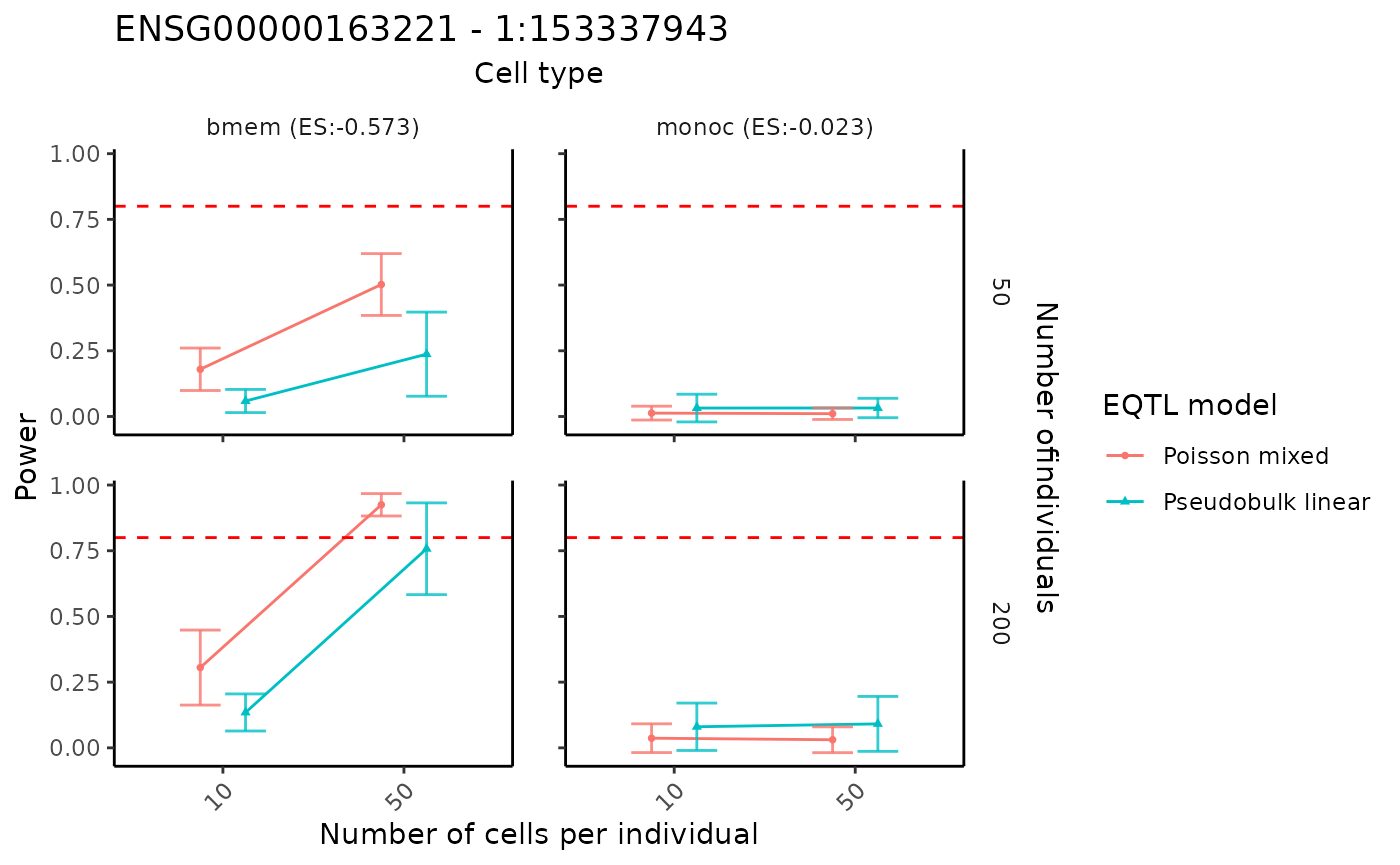 ENSG00000163221 - 1:153337943
Cell type
bmem (ES:-0.573)
monoc (ES:-0.023)
1.00
0.75
0.50
0.25
0.00
50
1.00
0.75
0.50
0.25
0.00
200
Power
Number ofindividuals
10
50
10
50
Number of cells per individual
EQTL model
Poisson mixed
Pseudobulk linear